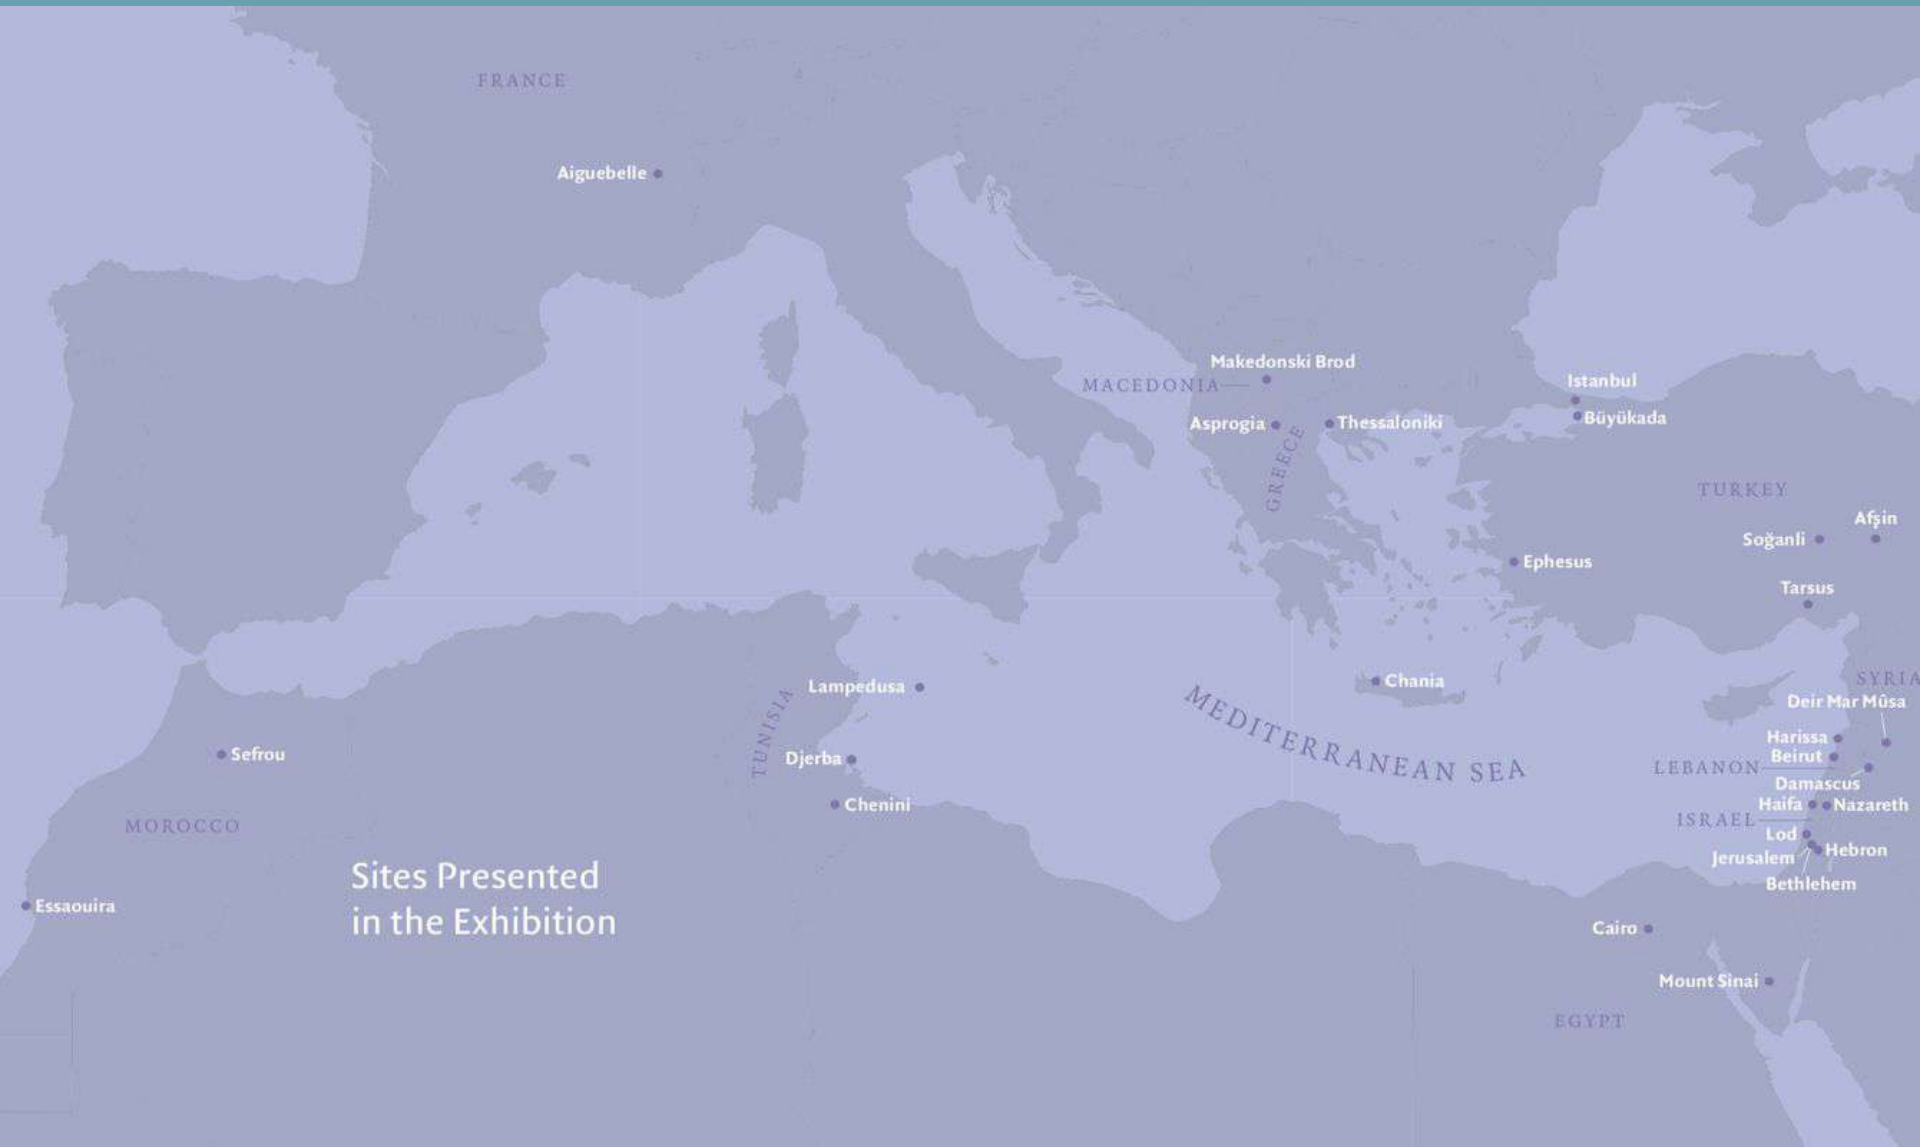 FRANCE
Aiguebelle
Makedonski Brod
MACEDONIA
Istanbul
Büyükada
Asprogia
Thessaloniki
GREECE
TURKEY
Afşin
Soğanli
Ephesus
Tarsus
SYRIA
Chania
Lampedusa
Deir Mar Mûsa
TUNISIA
MEDITERRANEAN SEA
Harissa
Sefrou
Djerba
Beirut
LEBANON
Damascus
Chenini
Haifa
Nazareth
ISRAEL
MOROCCO
Lod
Hebron
Jerusalem
Sites Presented
in the Exhibition
Bethlehem
Essaouira
Cairo
Mount Sinai
EGYPT